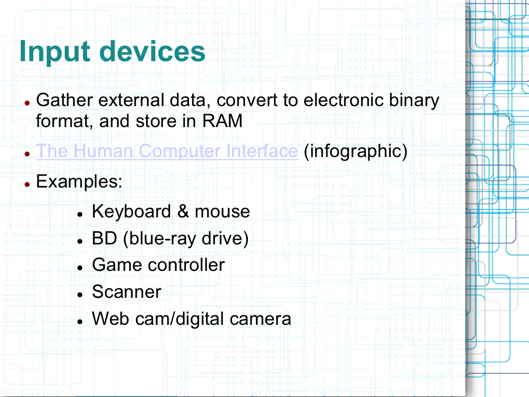 Input devices
Gather external data, convert to electronic binary
format, and store in RAM
The Human Computer Interface (infographic)
Examples:
Keyboard & mouse
BD (blue-ray drive)
Game controller
Scanner
Web cam/digital camera